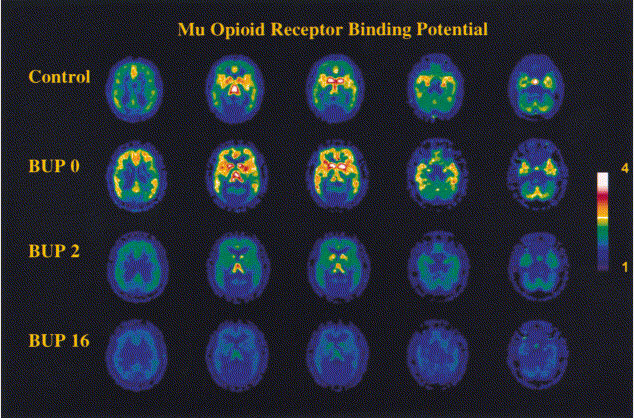 Mu Opioid Receptor Binding Potential
Control
BUP 0
4
1
BUP 2
BUP 16